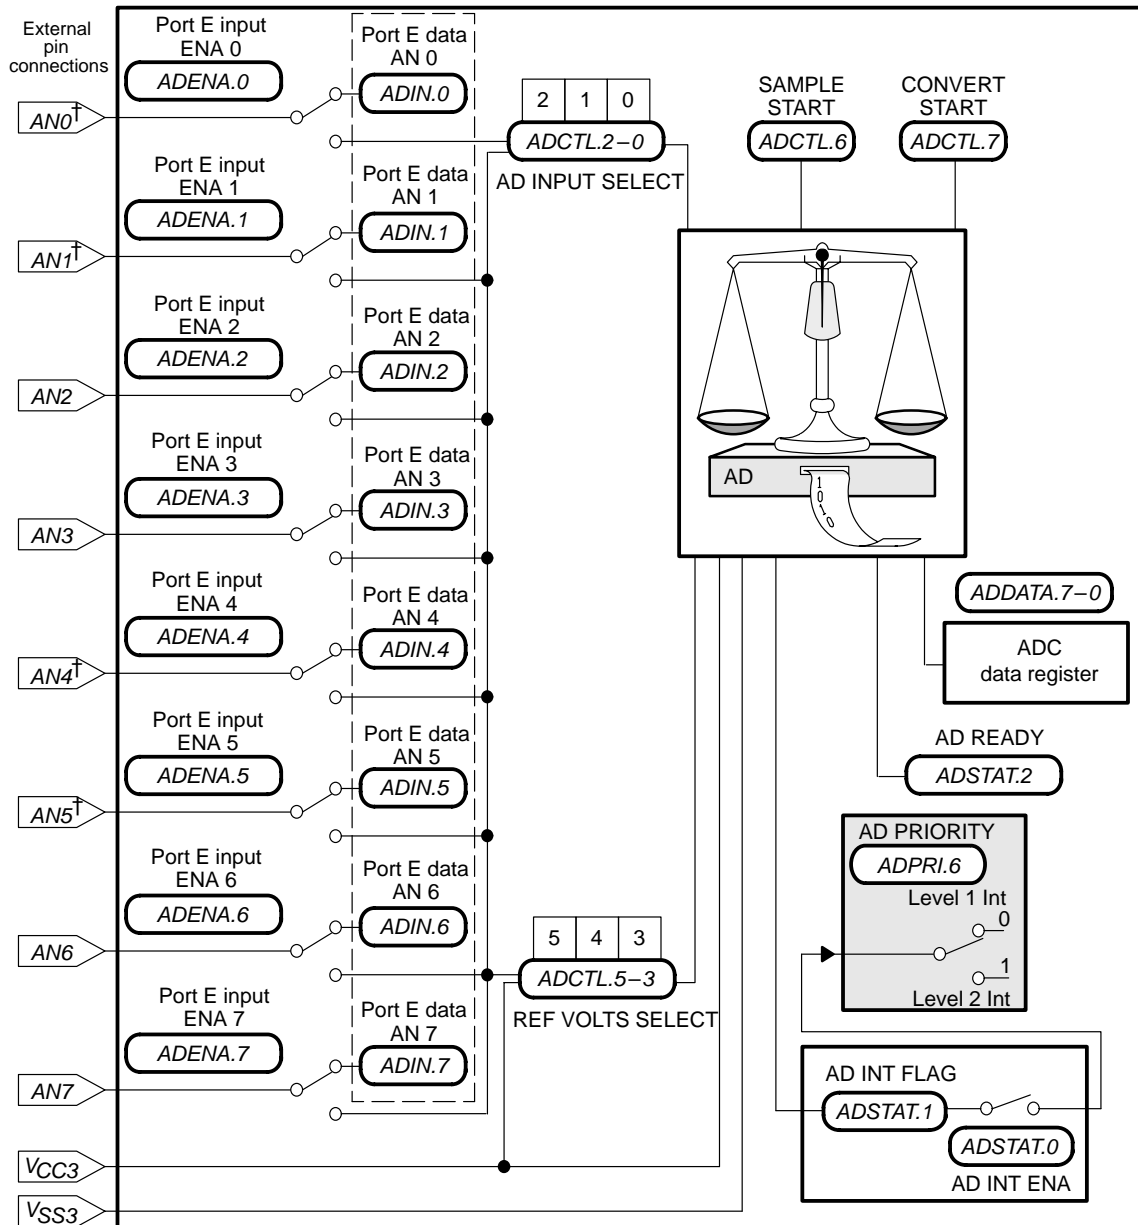 External
pin
connections
Port E input
ENA 0
ADENA.0
Port E data
AN 0
ADIN.0
AN0†
2 1 0
ADCTL.2–0
AD INPUT SELECT
SAMPLE
START
ADCTL.6
CONVERT
START
ADCTL.7
Port E input
ENA 1
ADENA.1
Port E data
AN 1
ADIN.1
AN1†
Port E input
ENA 2
ADENA.2
Port E data
AN 2
ADIN.2
AN2
Port E input
ENA 3
ADENA.3
Port E data
AN 3
ADIN.3
AN3
AD
1
0
1
0
Port E input
ENA 4
ADENA.4
Port E data
AN 4
ADIN.4
AN4†
ADDATA.7–0
ADC
data register
Port E input
ENA 5
ADENA.5
Port E data
AN 5
ADIN.5
AN5†
AD READY
ADSTAT.2
Port E input
ENA 6
ADENA.6
Port E data
AN 6
ADIN.6
AN6
5 4 3
ADCTL.5–3
REF VOLTS SELECT
AD PRIORITY
ADPRI.6
Level 1 Int
0
1
Level 2 Int
Port E input
ENA 7
ADENA.7
Port E data
AN 7
ADIN.7
AN7
AD INT FLAG
ADSTAT.1
ADSTAT.0
AD INT ENA
VCC3
VSS3